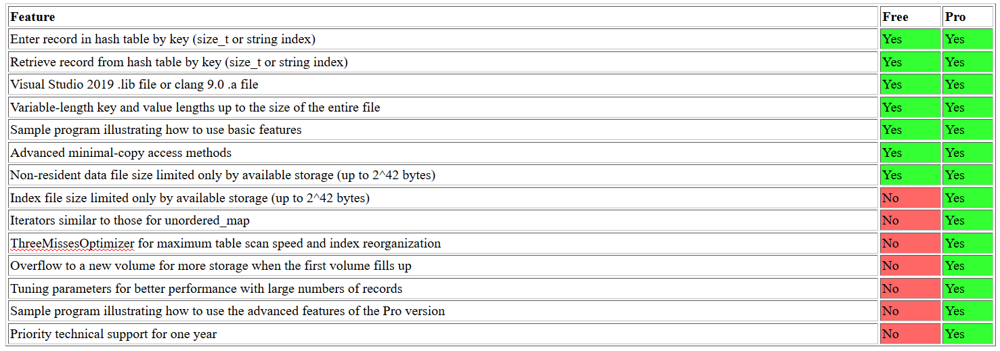 Feature Free Pro
Enter record in hash table by key (size_t or string index) Yes Yes
Retrieve record from hash table by key (size_t or string index) Yes Yes
Visual Studio 2019 .lib file or clang 9.0 .a file Yes Yes
Variable-length key and value lengths up to the size of the entire file Yes Yes
Sample program illustrating how to use basic features Yes Yes
Advanced minimal-copy access methods Yes Yes
Non-resident data file size limited only by available storage (up to 2^42 bytes) Yes Yes
Index file size limited only by available storage (up to 2^42 bytes) No Yes
Iterators similar to those for unordered_map No Yes
ThreeMissesOptimizer for maximum table scan speed and index reorganization No Yes
Overflow to a new volume for more storage when the first volume fills up No Yes
Tuning parameters for better performance with large numbers of records No Yes
Sample program illustrating how to use the advanced features of the Pro version No Yes
Priority technical support for one year No Yes